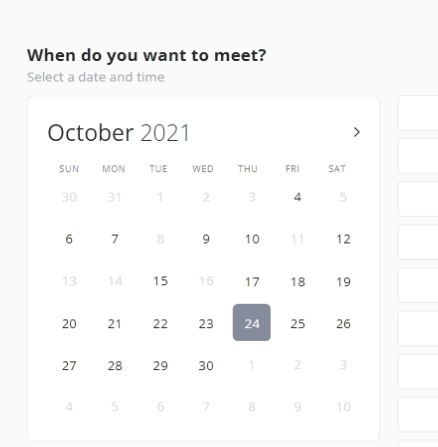 When do you want to meet?
Select a date and time
October 2021
SUN MON TUE WED THU FRI SAT
30 31 1 2 3 4 5
6 7 8 9 10 11 12
13 14 15 16 17 18 19
20 21 22 23 24 25 26
27 28 29 30 1 2 3
4 5 6 7 8 9 10